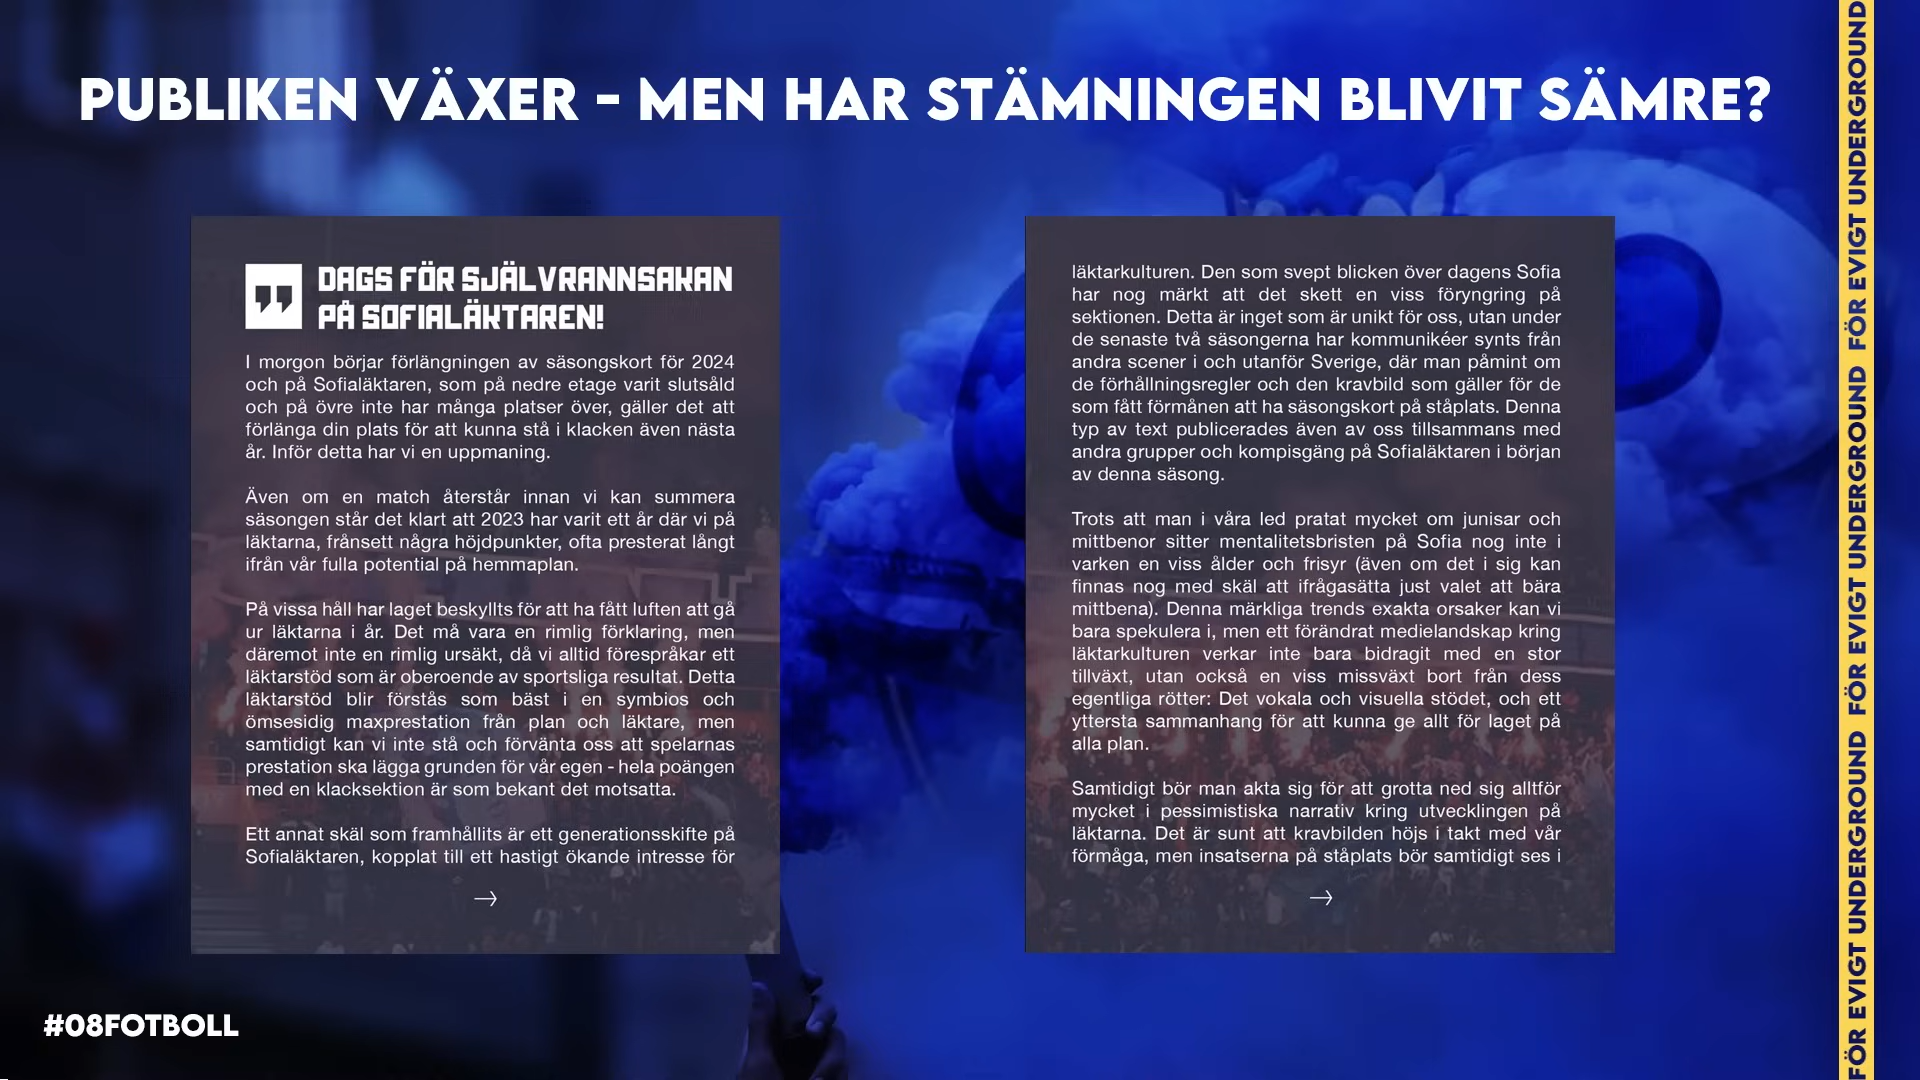 PUBLIKEN VÄXER - MEN HAR STÄMNINGEN BLIVIT SÄMRE?
DAGS FÖR SJÄLVRANNSAKAN
PÅ SOFIALÄKTAREN!
I morgon börjar förlängningen av säsongskort för 2024
och på Sofialäktaren, som på nedre etage varit slutsåld
och på övre inte har många platser över, gäller det att
förlänga din plats för att kunna stå i klacken även nästa
år. Inför detta har vi en uppmaning.
Även om en match återstår innan vi kan summera
säsongen står det klart att 2023 har varit ett år där vi på
läktarna, frånsett några höjdpunkter, ofta presterat långt
ifrån vår fulla potential på hemmaplan.
På vissa håll har laget beskyllts för att ha fått luften att gå
ur läktarna i år. Det må vara en rimlig förklaring, men
däremot inte en rimlig ursäkt, då vi alltid förespråkar ett
läktarstöd som är oberoende av sportsliga resultat. Detta
läktarstöd blir förstås som bäst i en symbios och
ömsesidig maxprestation från plan och läktare, men
samtidigt kan vi inte stå och förvänta oss att spelarnas
prestation ska lägga grunden för vår egen - hela poängen
med en klacksektion är som bekant det motsatta.
Ett annat skäl som framhållits är ett generationsskifte på
Sofialäktaren, kopplat till ett hastigt ökande intresse för
→
läktarkulturen. Den som svept blicken över dagens Sofia
har nog märkt att det skett en viss föryngring på
sektionen. Detta är inget som är unikt för oss, utan under
de senaste två säsongerna har kommunikéer synts från
andra scener i och utanför Sverige, där man påmint om
de förhållningsregler och den kravbild som gäller för de
som fått förmånen att ha säsongskort på ståplats. Denna
typ av text publicerades även av oss tillsammans med
andra grupper och kompisgäng på Sofialäktaren i början
av denna säsong.
Trots att man i våra led pratat mycket om junisar och
mittbenor sitter mentalitetsbristen på Sofia nog inte i
varken en viss ålder och frisyr (även om det i sig kan
finnas nog med skäl att ifrågasätta just valet att bära
mittbena). Denna märkliga trends exakta orsaker kan vi
bara spekulera i, men ett förändrat medielandskap kring
läktarkulturen verkar inte bara bidragit med en stor
tillväxt, utan också en viss missväxt bort från dess
egentliga rötter: Det vokala och visuella stödet, och ett
yttersta sammanhang för att kunna ge allt för laget på
alla plan.
Samtidigt bör man akta sig för att grotta ned sig alltför
mycket i pessimistiska narrativ kring utvecklingen på
läktarna. Det är sunt att kravbilden höjs i takt med vår
förmåga, men insatserna på ståplats bör samtidigt ses i
→
#08FOTBOLL
FÖR EVIGT UNDERGROUND
FÖR EVIGT UNDERGROUND
FÖR EVIGT UNDERGROUND